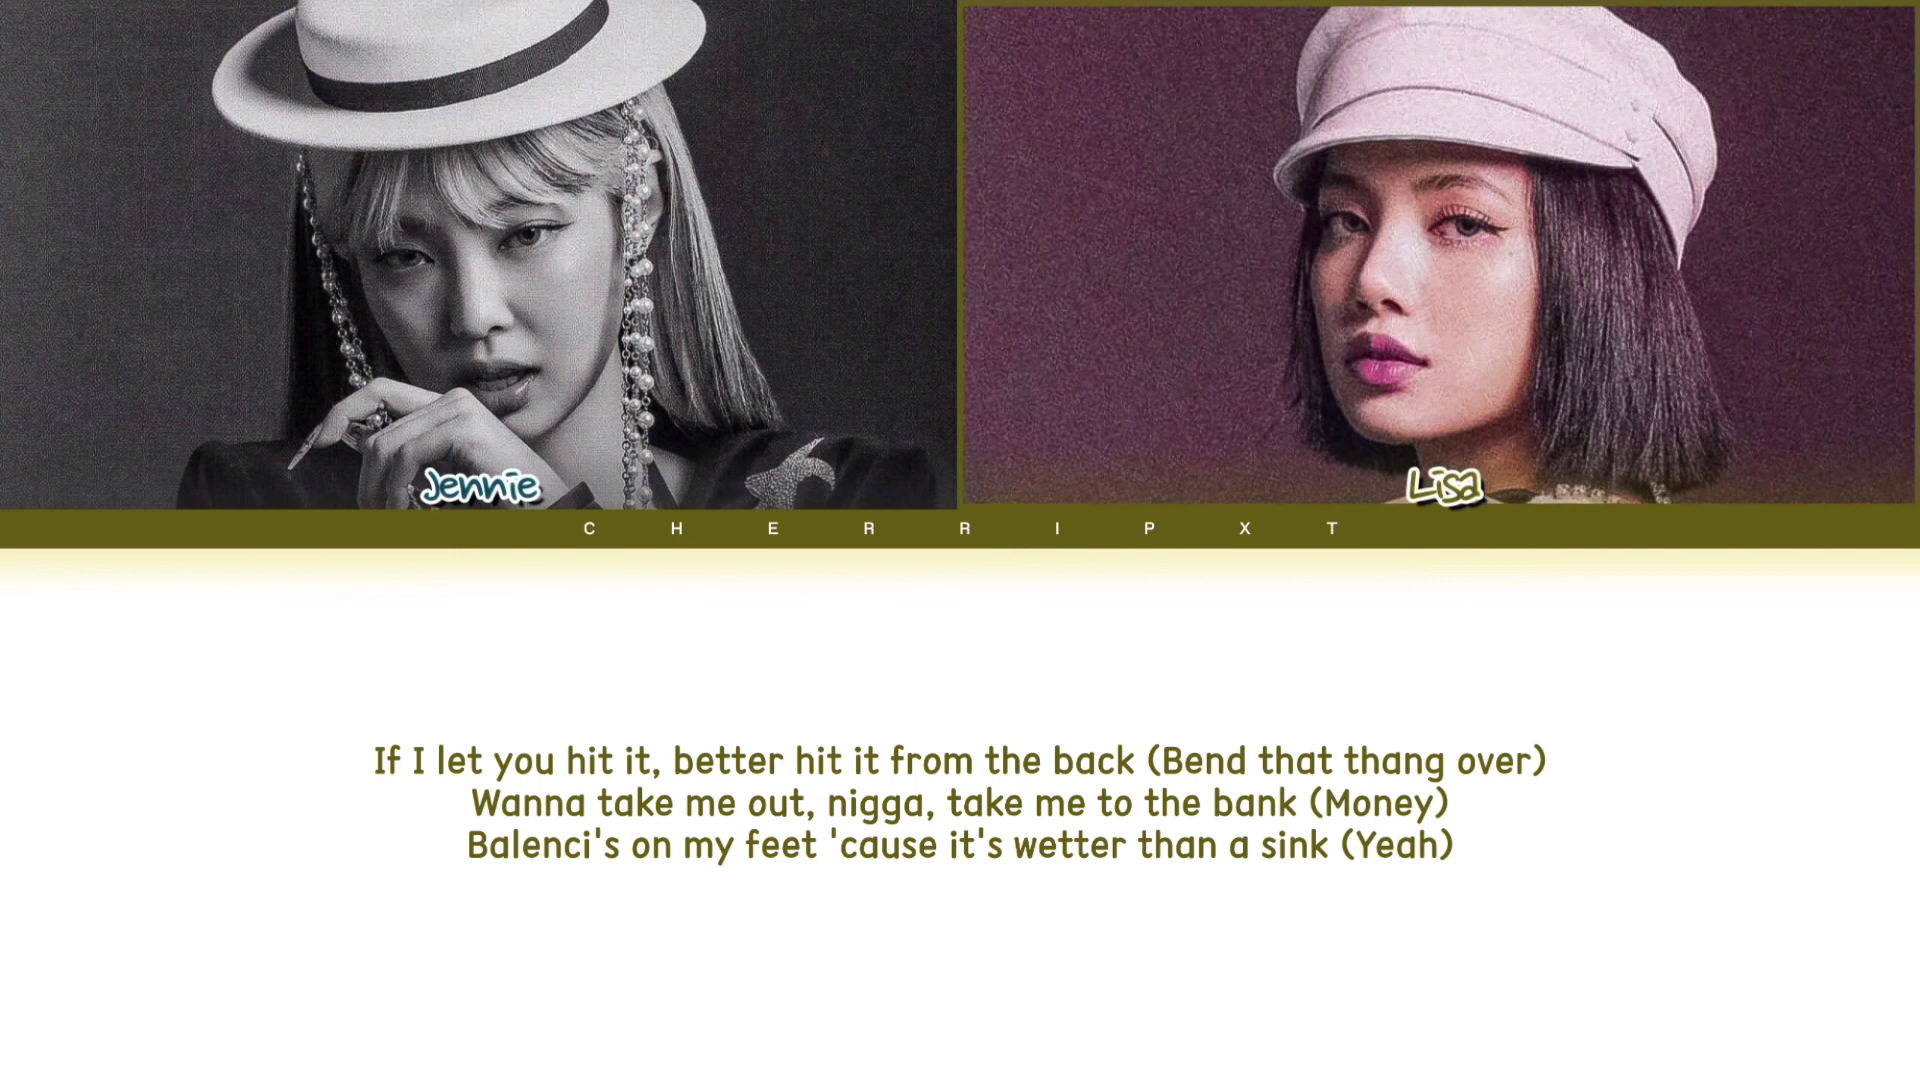 Jennie
Lisa
CHERRIPXT
If I let you hit it, better hit it from the back (Bend that thang over)
Wanna take me out, nigga, take me to the bank (Money)
Balenci's on my feet 'cause it's wetter than a sink (Yeah)